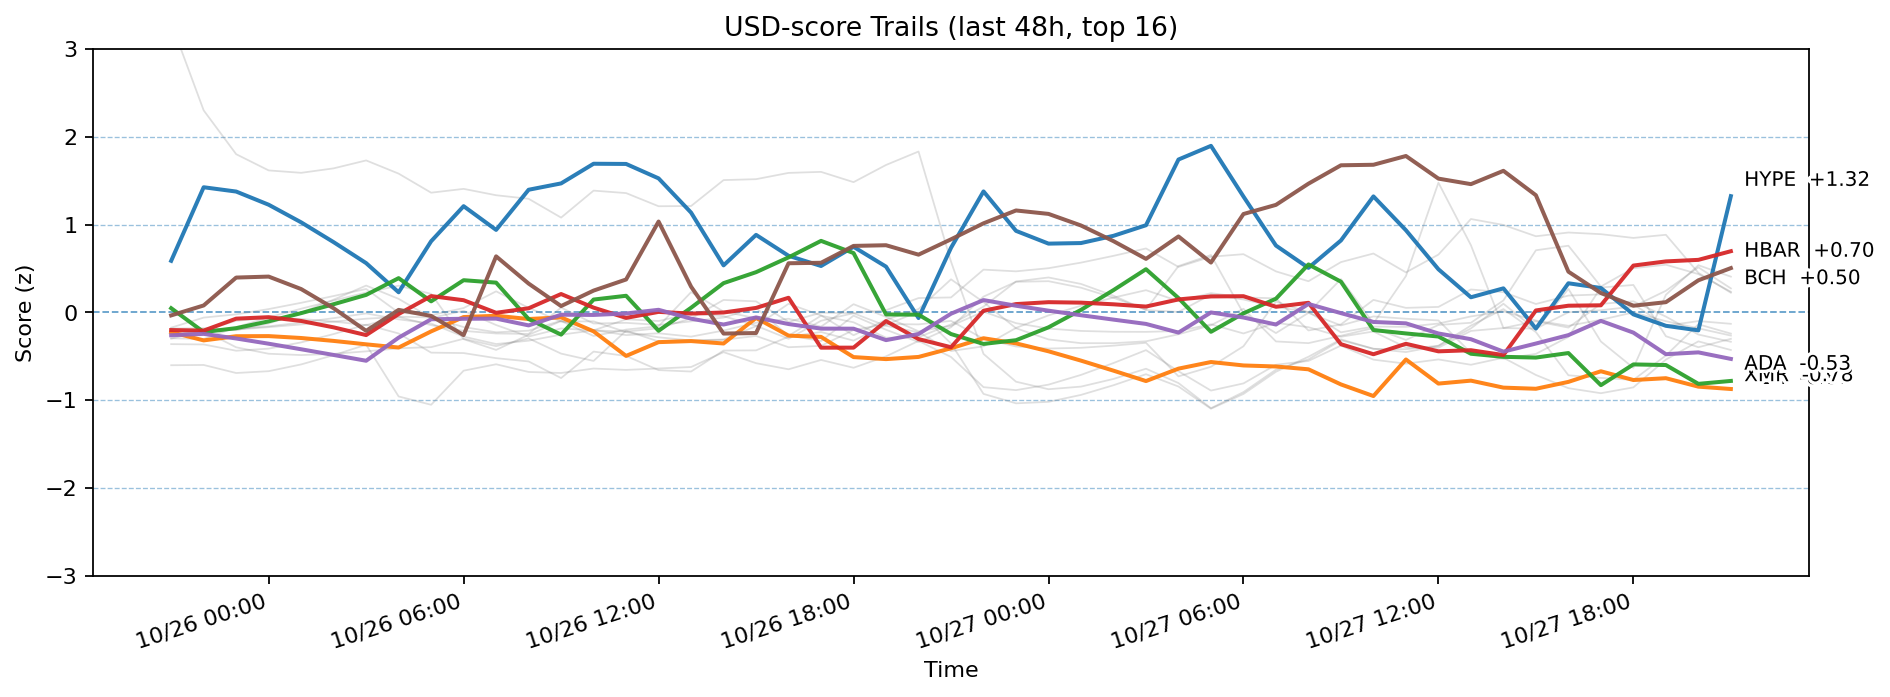 USD-score Trails (last 48h, top 16)
Score (z)
3
2
1
0
−1
−2
−3
HYPE +1.32
HBAR +0.70
BCH +0.50
ADA -0.53
XMR -0.78
10/26 00:00
10/26 06:00
10/26 12:00
10/26 18:00
10/27 00:00
10/27 06:00
10/27 12:00
10/27 18:00
Time